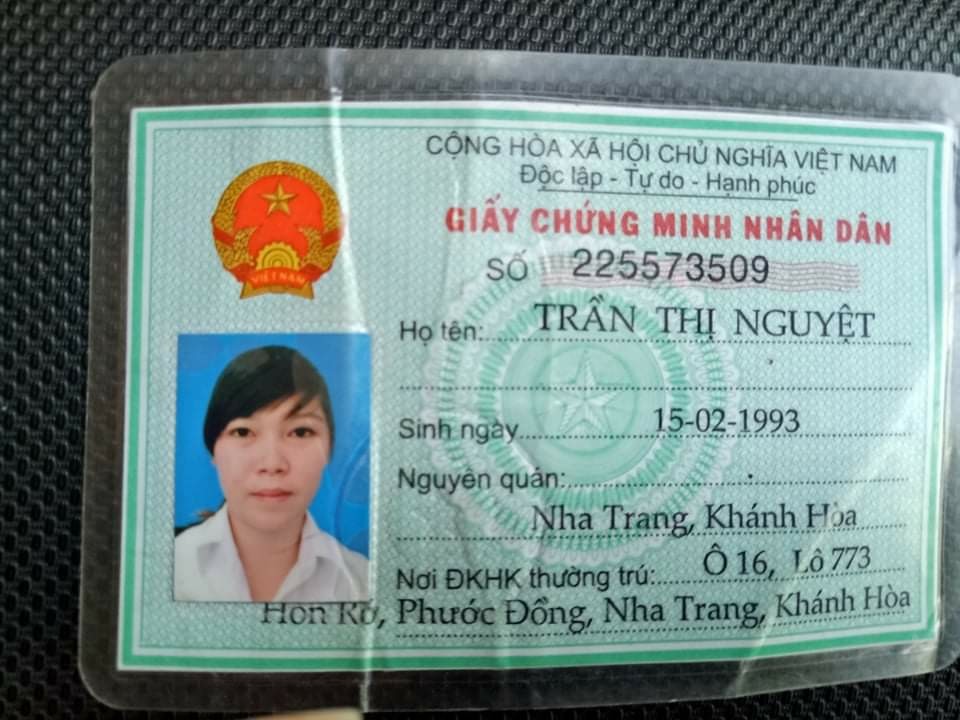 CỘNG HÒA XÃ HỘI CHỦ NGHĨA VIỆT NAM
Độc lập - Tự do - Hạnh phúc
GIẤY CHỨNG MINH NHÂN DÂN
SỐ 225573509
Họ tên: TRẦN THỊ NGUYỆT
Sinh ngày 15-02-1993
Nguyên quán:
Nha Trang, Khánh Hòa
Nơi ĐKHK thường trú: Ô 16, Lô 773
Hòn Rớ, Phước Đồng, Nha Trang, Khánh Hòa
VIỆT NAM